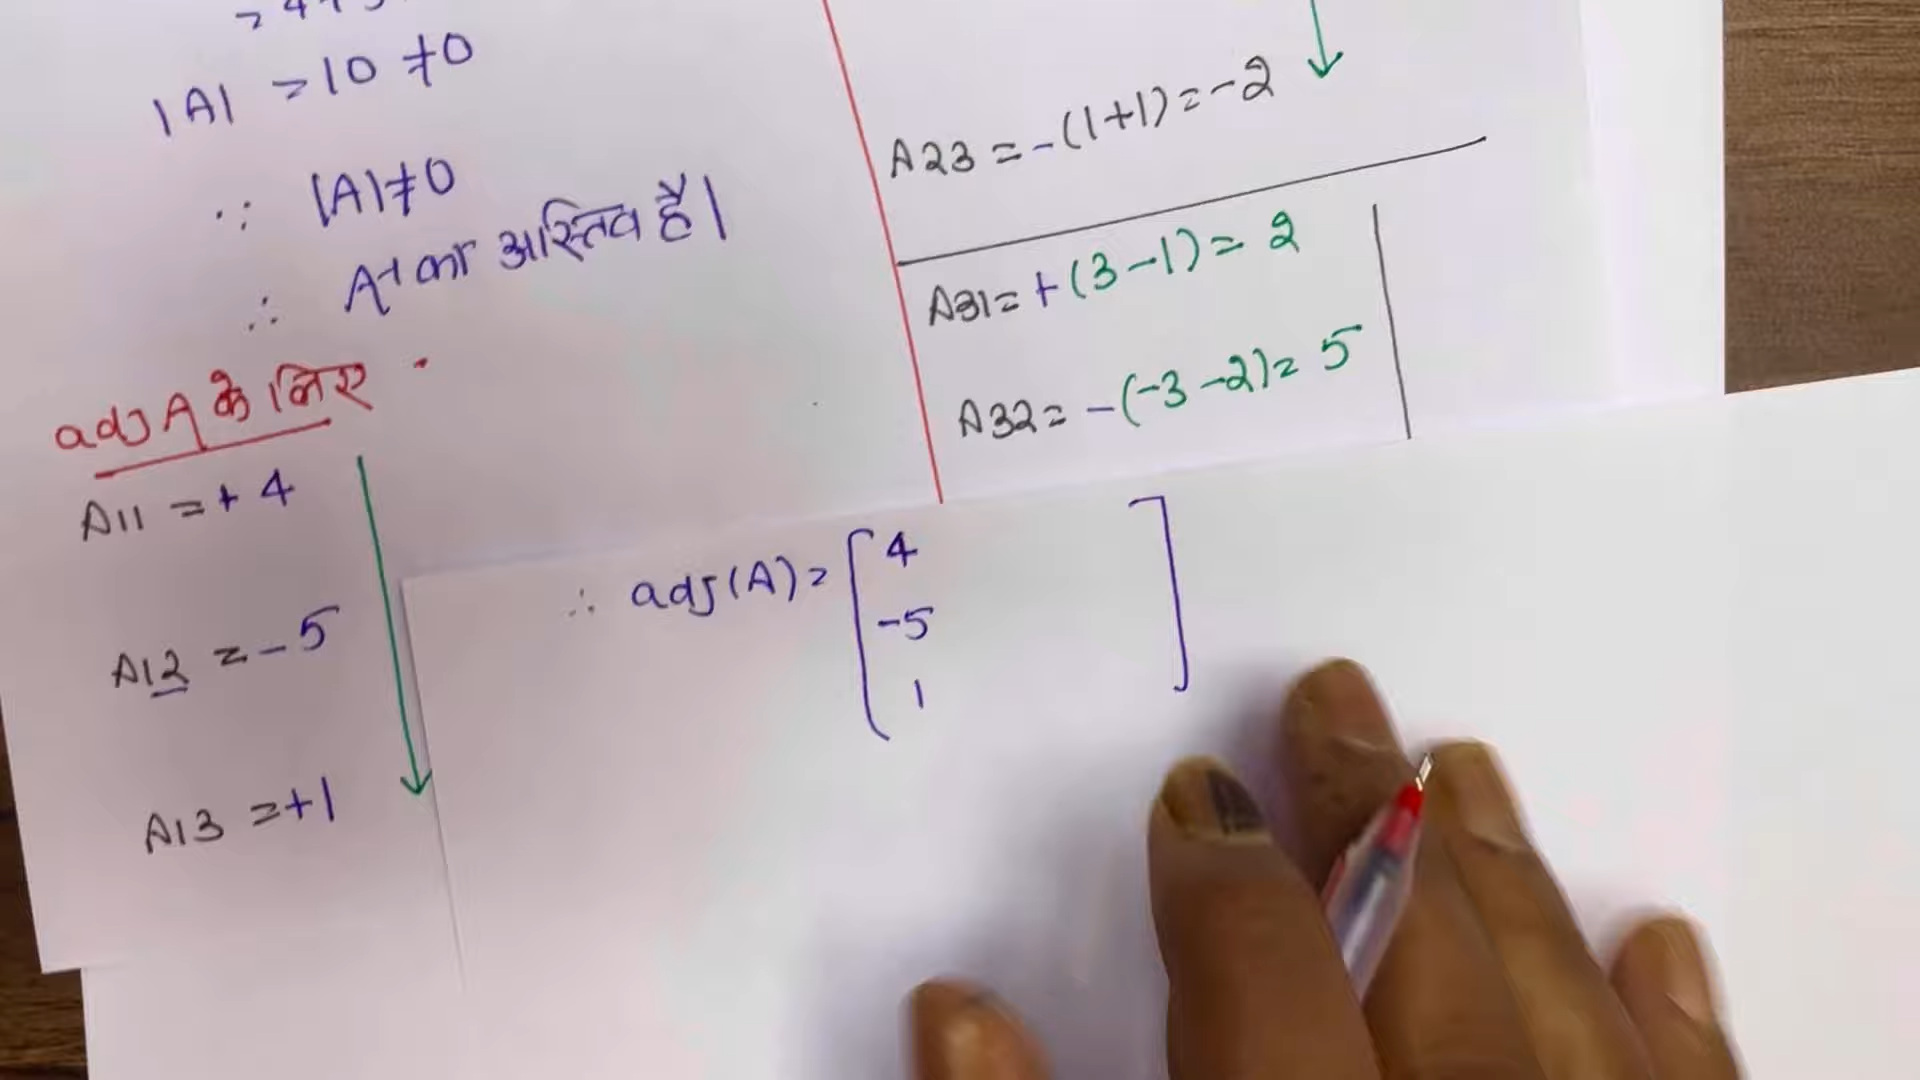 |A| = 10 ≠0
∵ |A|≠0
∴ A⁻¹ का अस्तित्व है|
adj A के लिए
A11 = + 4
A12 = - 5
A13 = +1
A23 = -(1+1) = -2
A31 = +(3-1) = 2
A32 = -(-3-2) = 5
∴ adj(A) = [4
-5
1 ]